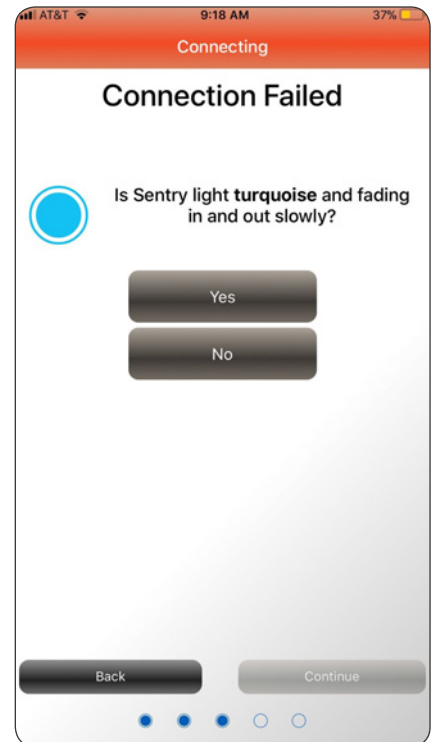 AT&T 9:18 AM 37%
Connecting
Connection Failed
Is Sentry light turquoise and fading
in and out slowly?
Yes
No
Back Continue